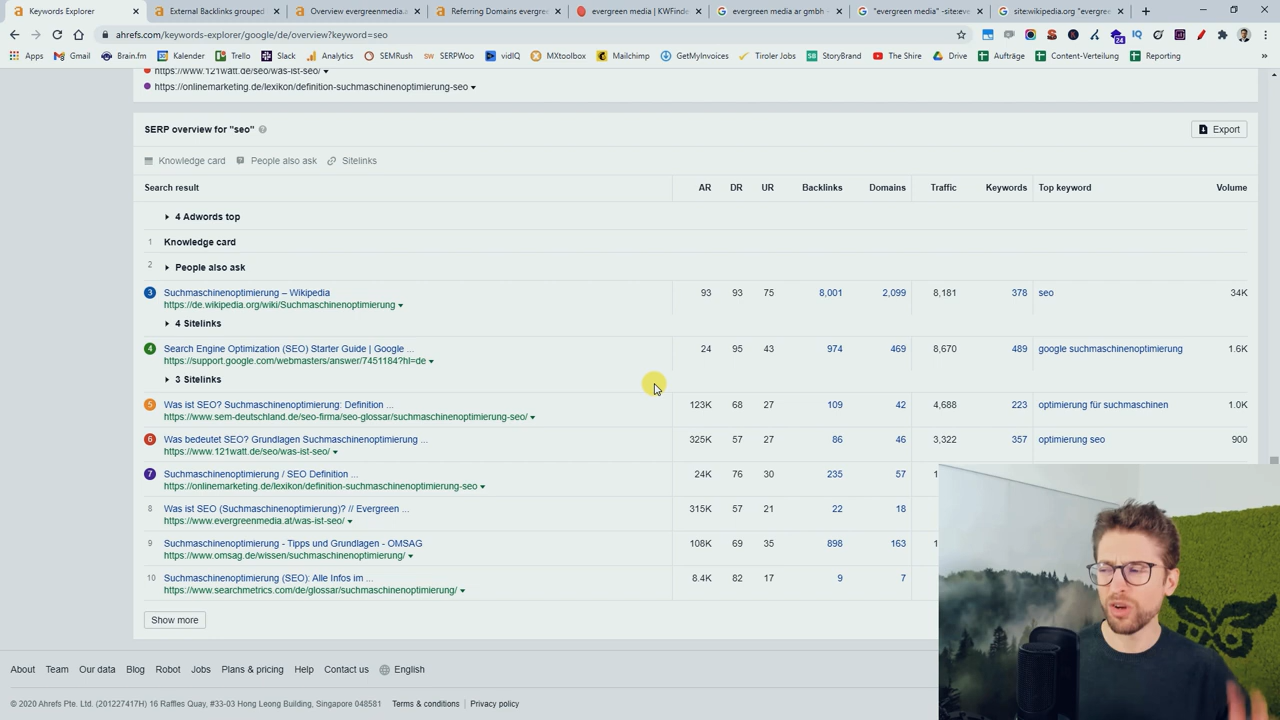 Keywords Explorer
External Backlinks grouped
Overview evergreenmedia.a
Referring Domains evergre
evergreen media | KWFinde
evergreen media ar gmbh -
"evergreen media" -site:eve
site:wikipedia.org "evergree
ahrefs.com/keywords-explorer/google/de/overview?keyword=seo
24
Apps Gmail Brain.fm Kalender Trello Slack Analytics SEMRush SERPWoo vidIQ MXtoolbox Mailchimp GetMyInvoices Tiroler Jobs StoryBrand The Shire Drive Aufträge Content-Verteilung Reporting
https://www.121watt.de/seo/was-ist-seo/
https://onlinemarketing.de/lexikon/definition-suchmaschinenoptimierung-seo
SERP overview for "seo"
Export
Knowledge card People also ask Sitelinks
Search result AR DR UR Backlinks Domains Traffic Keywords Top keyword Volume
4 Adwords top
1 Knowledge card
2 People also ask
3 Suchmaschinenoptimierung – Wikipedia 93 93 75 8,001 2,099 8,181 378 seo 34K
https://de.wikipedia.org/wiki/Suchmaschinenoptimierung
4 Sitelinks
4 Search Engine Optimization (SEO) Starter Guide | Google ... 24 95 43 974 469 8,670 489 google suchmaschinenoptimierung 1.6K
https://support.google.com/webmasters/answer/7451184?hl=de
3 Sitelinks
5 Was ist SEO? Suchmaschinenoptimierung: Definition ... 123K 68 27 109 42 4,688 223 optimierung für suchmaschinen 1.0K
https://www.sem-deutschland.de/seo-firma/seo-glossar/suchmaschinenoptimierung-seo/
6 Was bedeutet SEO? Grundlagen Suchmaschinenoptimierung ... 325K 57 27 86 46 3,322 357 optimierung seo 900
https://www.121watt.de/seo/was-ist-seo/
7 Suchmaschinenoptimierung / SEO Definition ... 24K 76 30 235 57
https://onlinemarketing.de/lexikon/definition-suchmaschinenoptimierung-seo
8 Was ist SEO (Suchmaschinenoptimierung)? // Evergreen ... 315K 57 21 22 18
https://www.evergreenmedia.at/was-ist-seo/
9 Suchmaschinenoptimierung - Tipps und Grundlagen - OMSAG 108K 69 35 898 163
https://www.omsag.de/wissen/suchmaschinenoptimierung/
10 Suchmaschinenoptimierung (SEO): Alle Infos im ... 8.4K 82 17 9 7
https://www.searchmetrics.com/de/glossar/suchmaschinenoptimierung/
Show more
About Team Our data Blog Robot Jobs Plans & pricing Help Contact us English
© 2020 Ahrefs Pte. Ltd. (201227417H) 16 Raffles Quay, #33-03 Hong Leong Building, Singapore 048581 Terms & conditions Privacy policy